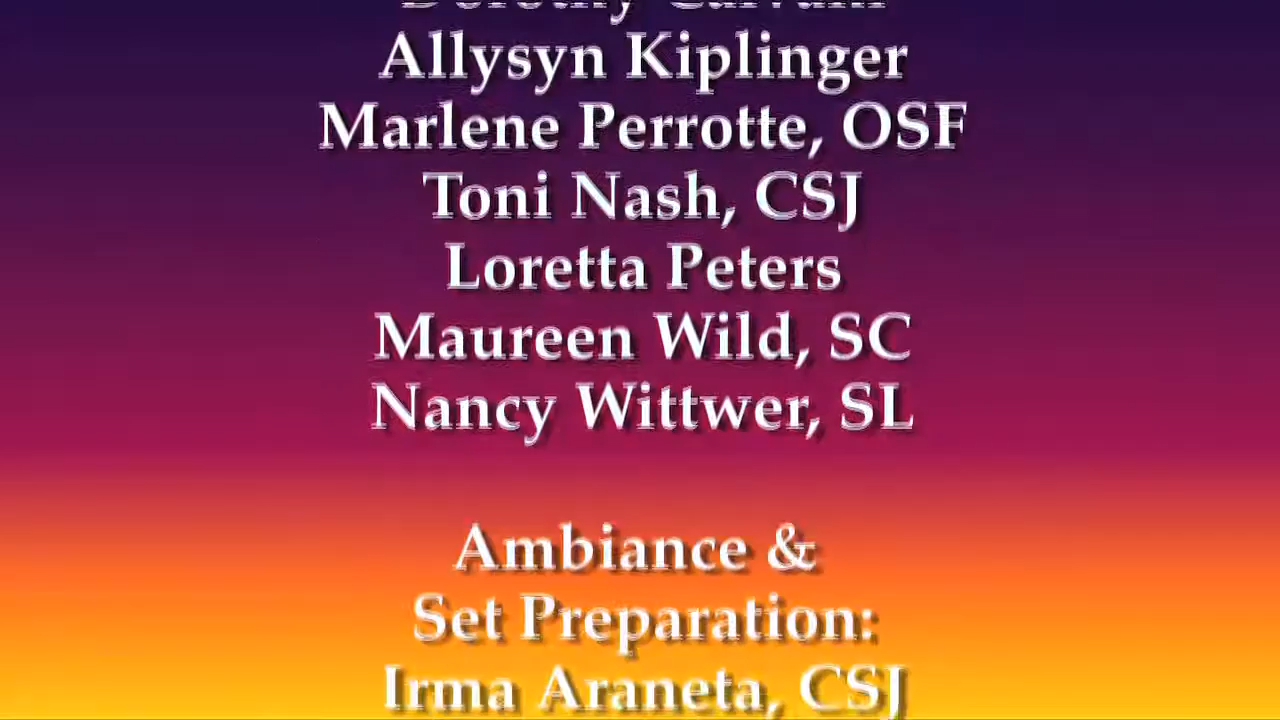 Dorothy
Allysyn Kiplinger
Marlene Perrotte, OSF
Toni Nash, CSJ
Loretta Peters
Maureen Wild, SC
Nancy Wittwer, SL
Ambiance &
Set Preparation:
Irma Araneta, CSJ